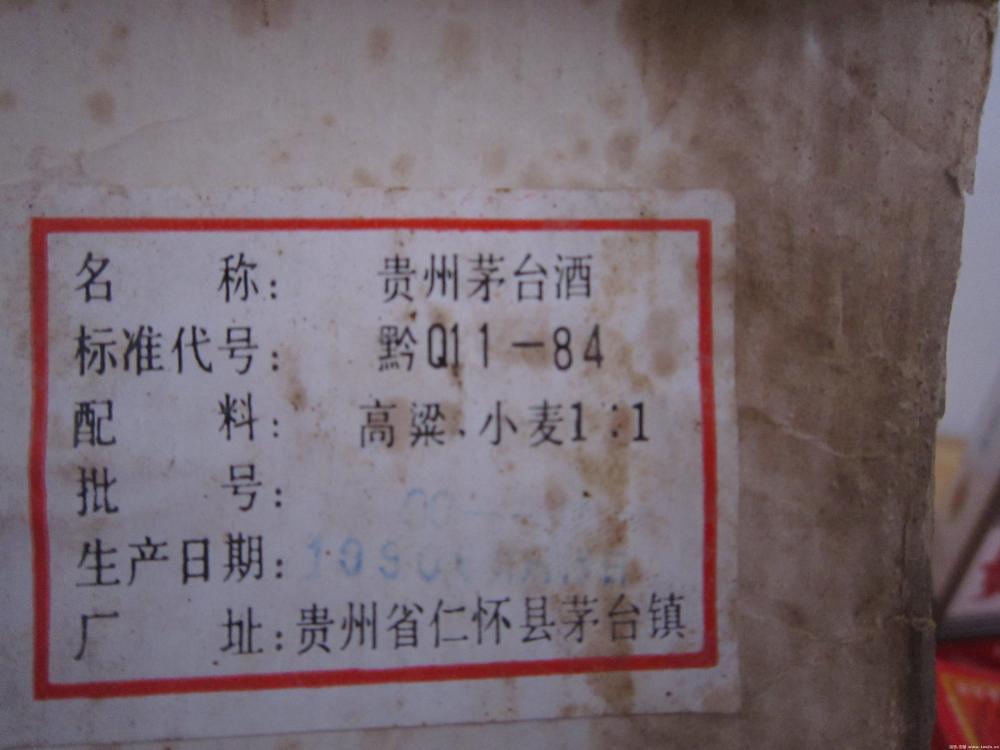 名 称: 贵州茅台酒
标准代号: 黔Q11-84
配 料: 高粱.小麦1:1
批 号:
生产日期: 1990
厂 址:贵州省仁怀县茅台镇